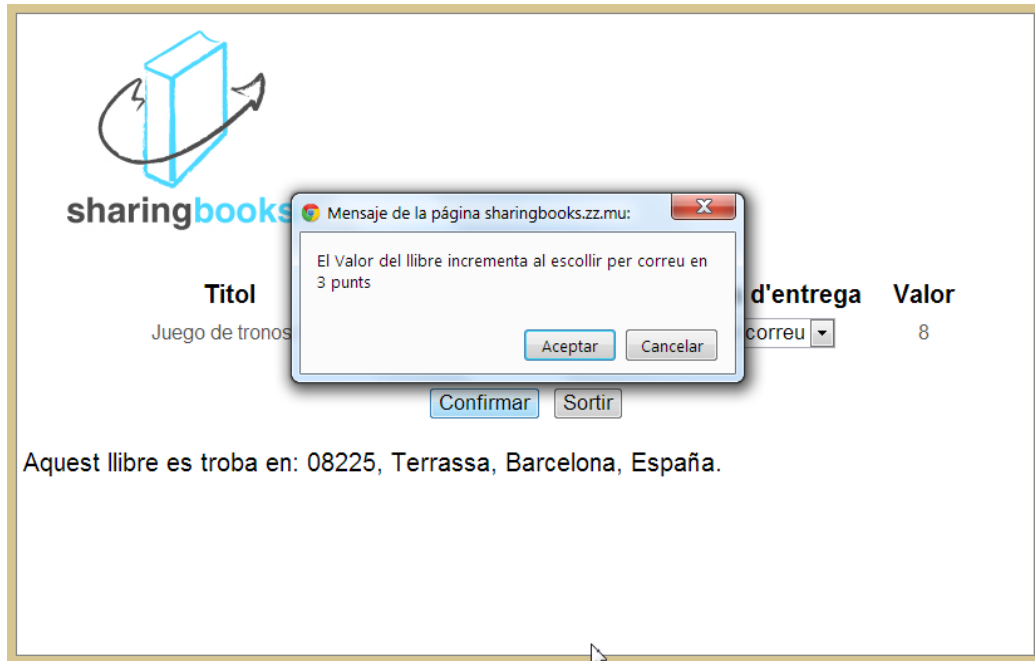 sharingbooks
Mensaje de la página sharingbooks.zz.mu:
El Valor del llibre incrementa al escollir per correu en
3 punts
Aceptar Cancelar
Titol d'entrega Valor
Juego de tronos correu 8
Confirmar Sortir
Aquest llibre es troba en: 08225, Terrassa, Barcelona, España.